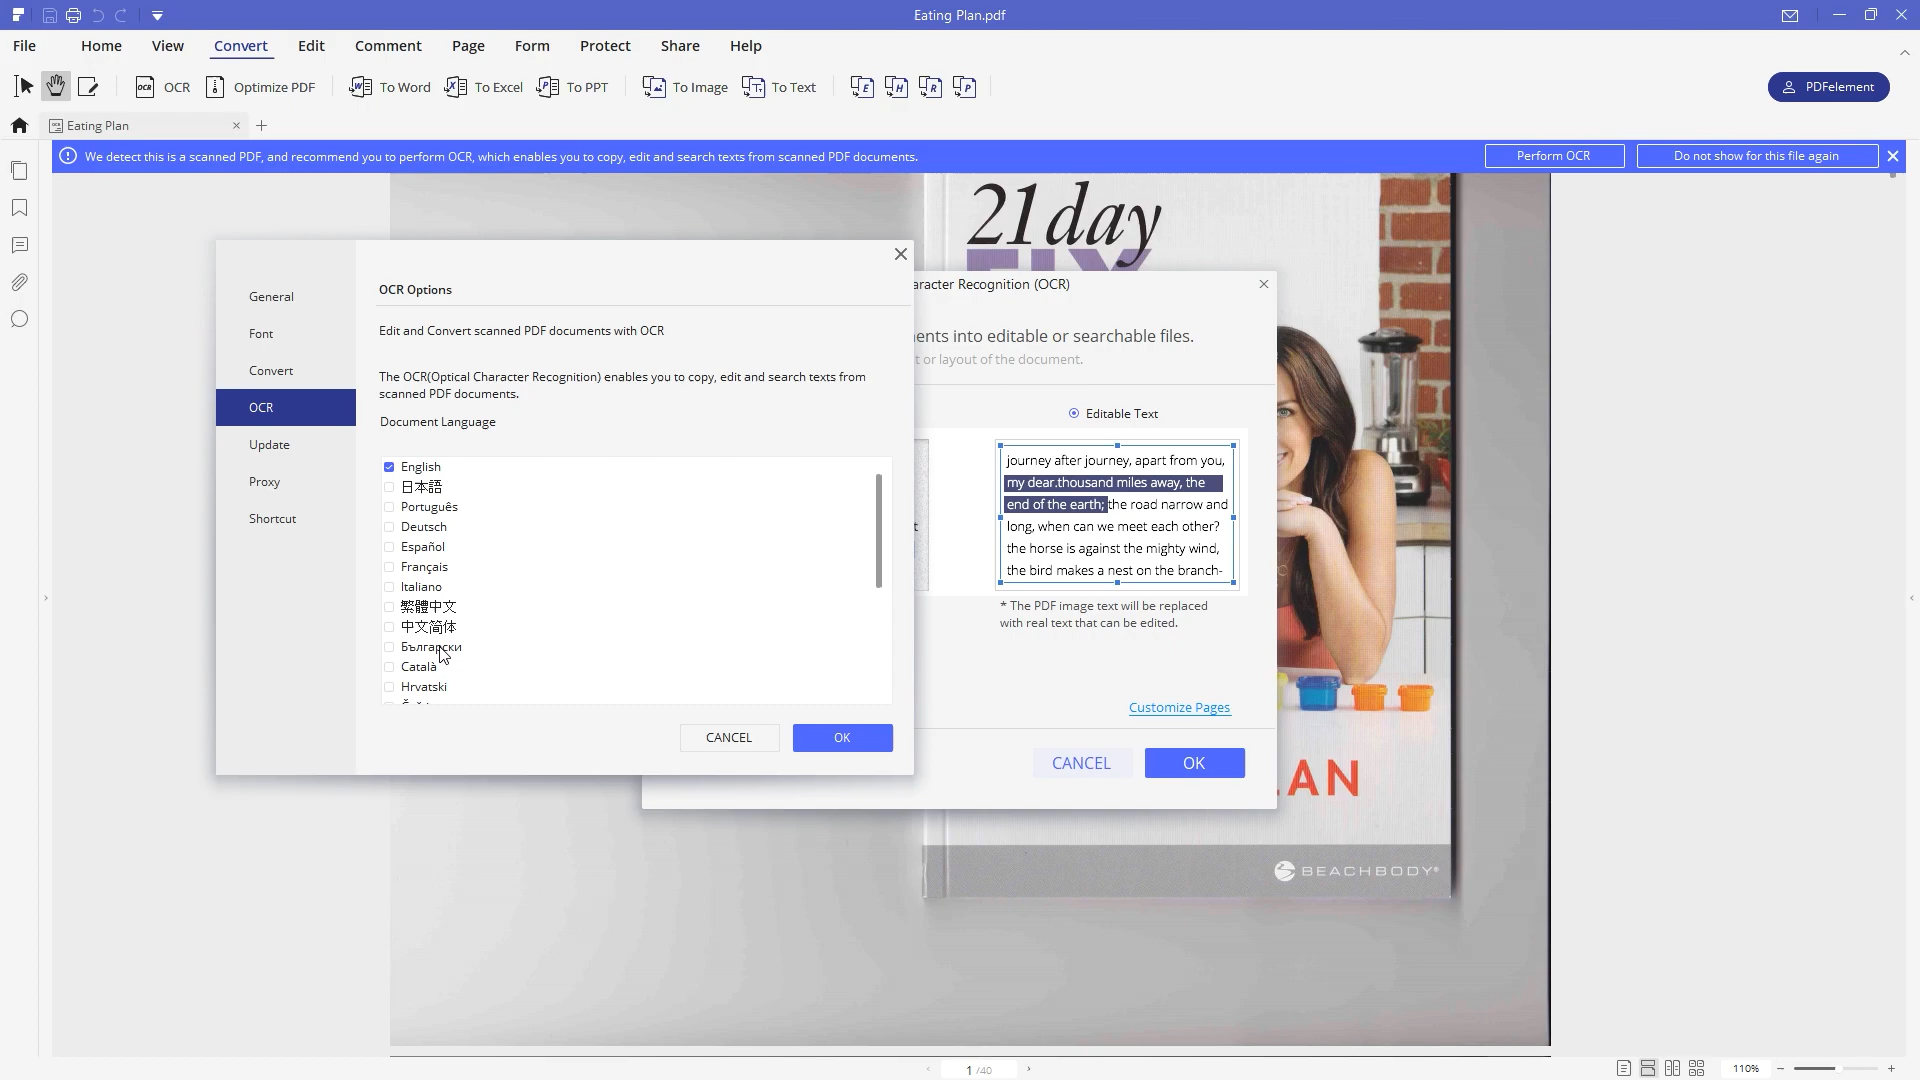 Eating Plan.pdf
File Home View Convert Edit Comment Page Form Protect Share Help
OCR Optimize PDF To Word To Excel To PPT To Image To Text E H R P PDFelement
Eating Plan
We detect this is a scanned PDF, and recommend you to perform OCR, which enables you to copy, edit and search texts from scanned PDF documents. Perform OCR Do not show for this file again
21day
FIX
General
Font
Convert
OCR
Update
Proxy
Shortcut
OCR Options
Edit and Convert scanned PDF documents with OCR
The OCR(Optical Character Recognition) enables you to copy, edit and search texts from
scanned PDF documents.
Document Language
English
日本語
Português
Deutsch
Español
Français
Italiano
繁體中文
中文简体
Български
Català
Hrvatski
CANCEL OK
aracter Recognition (OCR)
ents into editable or searchable files.
t or layout of the document.
Editable Text
journey after journey, apart from you,
my dear.thousand miles away, the
end of the earth; the road narrow and
long, when can we meet each other?
the horse is against the mighty wind,
the bird makes a nest on the branch-
* The PDF image text will be replaced
with real text that can be edited.
Customize Pages
CANCEL OK
AN
BEACHBODY®
1 /40
110%